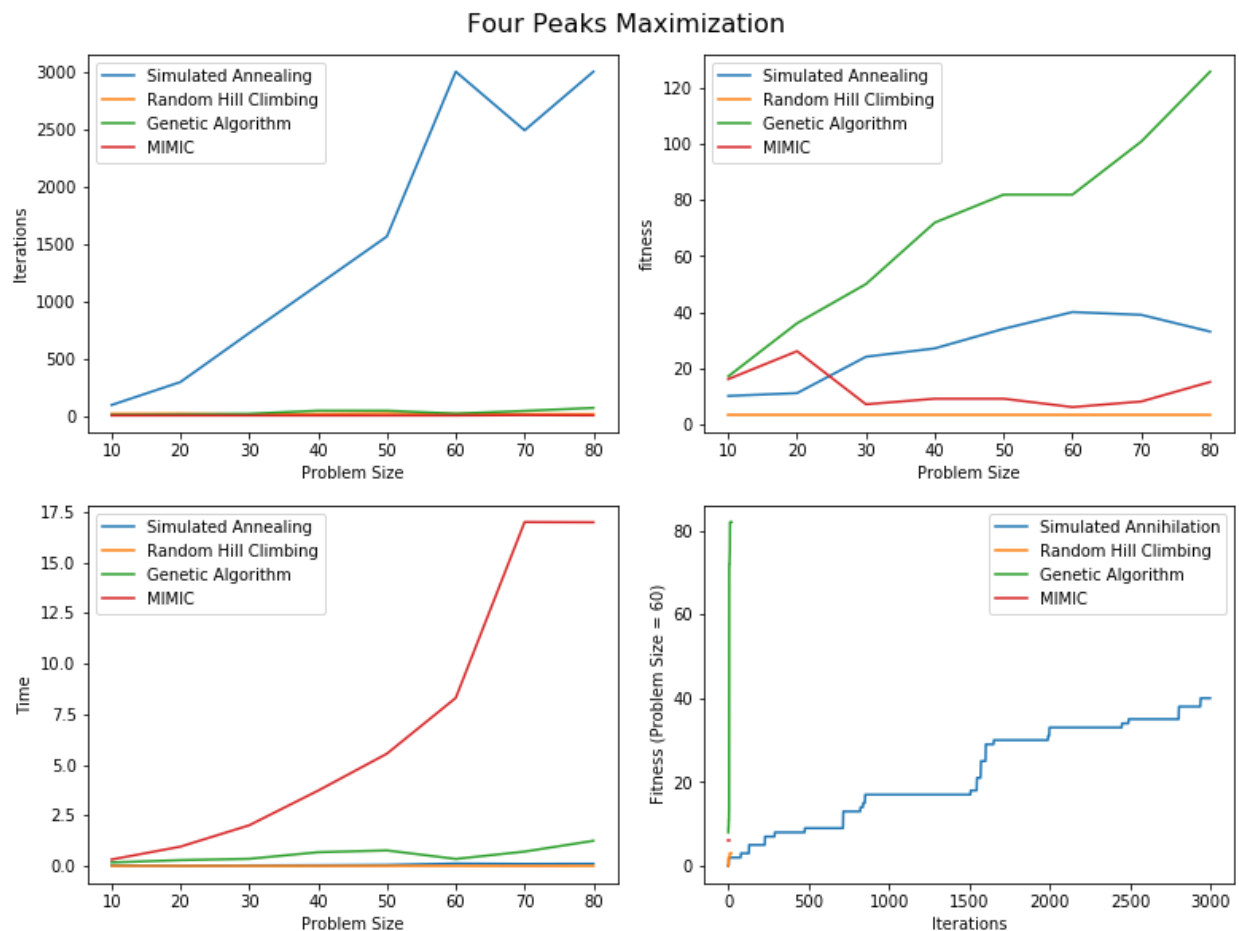 Four Peaks Maximization
Iterations
3000
2500
2000
1500
1000
500
0
Simulated Annealing
Random Hill Climbing
Genetic Algorithm
MIMIC
10 20 30 40 50 60 70 80
Problem Size
fitness
120
100
80
60
40
20
0
Simulated Annealing
Random Hill Climbing
Genetic Algorithm
MIMIC
10 20 30 40 50 60 70 80
Problem Size
Time
17.5
15.0
12.5
10.0
7.5
5.0
2.5
0.0
Simulated Annealing
Random Hill Climbing
Genetic Algorithm
MIMIC
10 20 30 40 50 60 70 80
Problem Size
Fitness (Problem Size = 60)
80
60
40
20
0
Simulated Annihilation
Random Hill Climbing
Genetic Algorithm
MIMIC
0 500 1000 1500 2000 2500 3000
Iterations